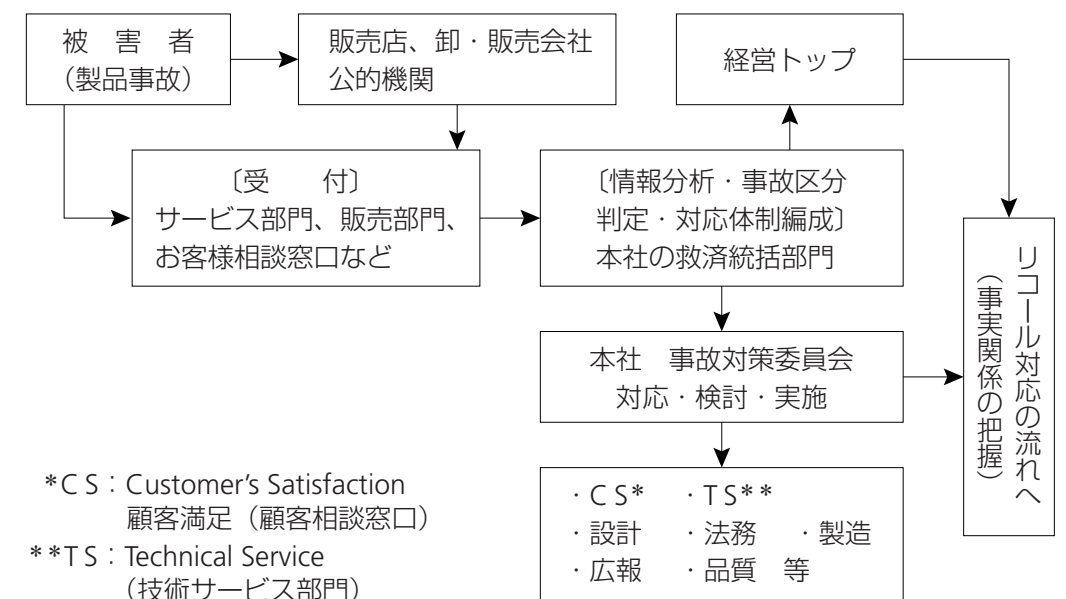 被 害 者
（製品事故）
販売店、卸・販売会社
公的機関
経営トップ
〔受 付〕
サービス部門、販売部門、
お客様相談窓口など
〔情報分析・事故区分
判定・対応体制編成〕
本社の救済統括部門
リコール対応の流れへ
（事実関係の把握）
本社 事故対策委員会
対応・検討・実施
・CS* ・TS**
・設計 ・法務 ・製造
・広報 ・品質 等
*CS：Customer's Satisfaction
顧客満足（顧客相談窓口）
**TS：Technical Service
（技術サービス部門）